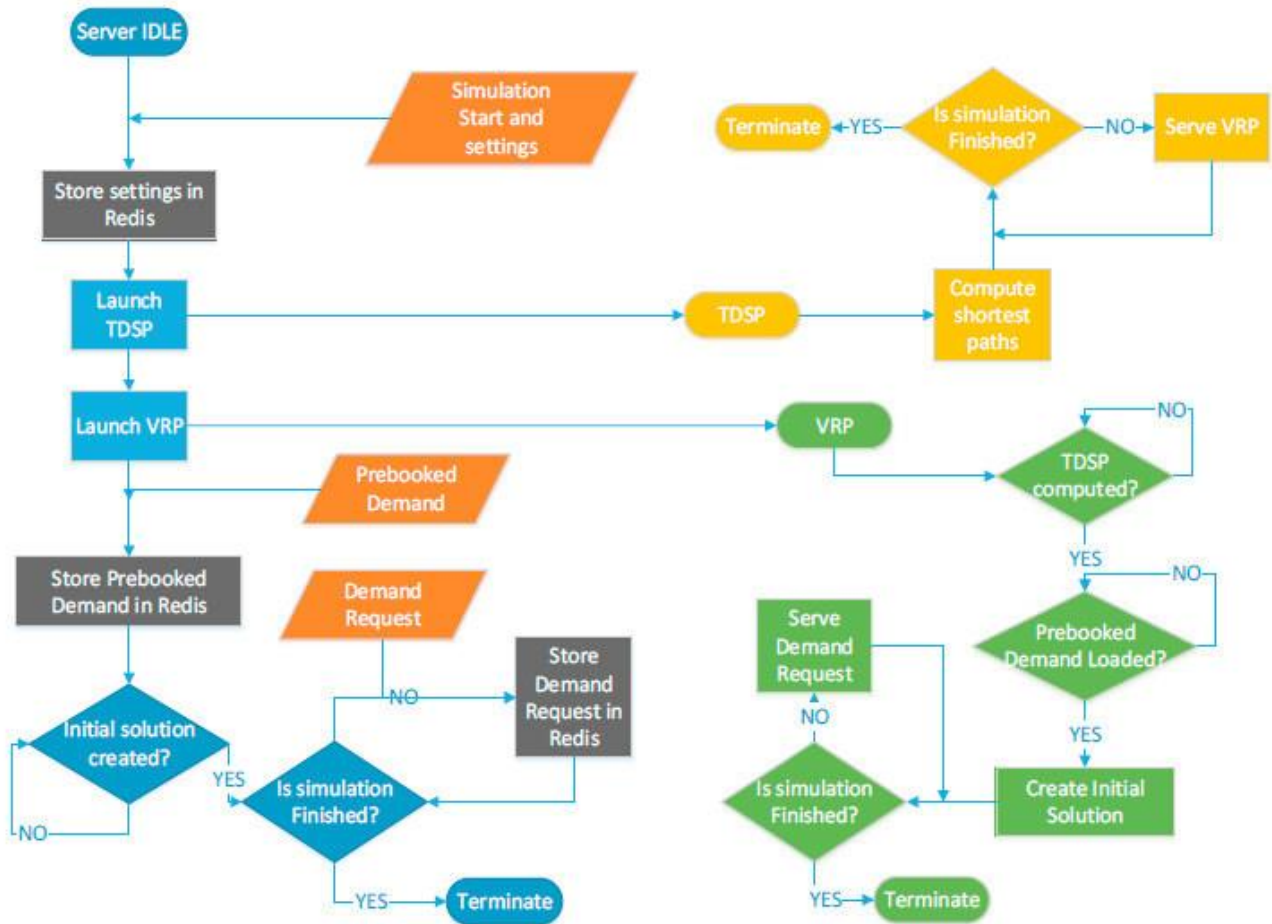 Server IDLE
Simulation
Start and
settings
Store settings in
Redis
Launch
TDSP
Launch VRP
Prebooked
Demand
Store Prebooked
Demand in Redis
Demand
Request
Initial solution
created?
NO
YES
Is simulation
Finished?
NO
Store
Demand
Request in
Redis
YES
Terminate
TDSP
Compute
shortest
paths
Is simulation
Finished?
YES
Terminate
NO
Serve VRP
VRP
TDSP
computed?
NO
YES
Prebooked
Demand Loaded?
NO
YES
Create Initial
Solution
Is simulation
Finished?
NO
Serve
Demand
Request
YES
Terminate